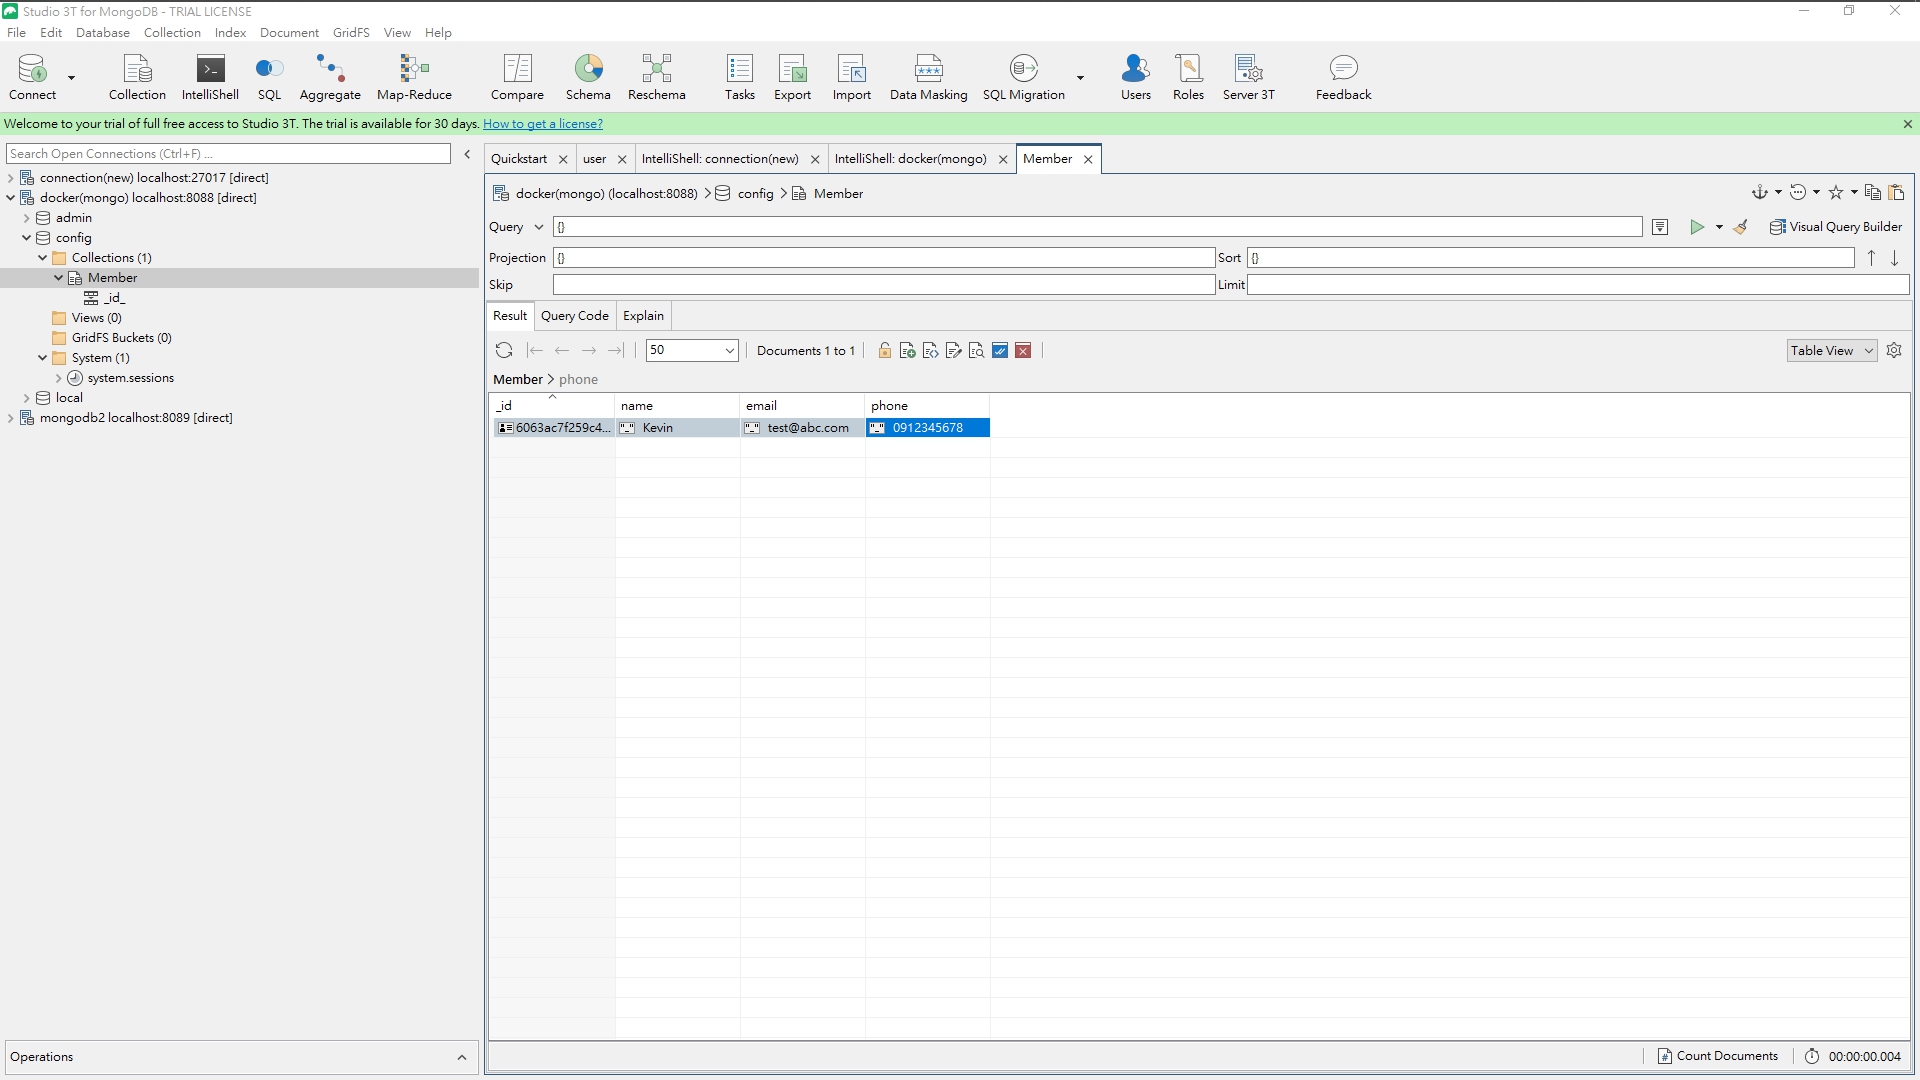 Studio 3T for MongoDB - TRIAL LICENSE
File Edit Database Collection Index Document GridFS View Help
Connect Collection IntelliShell SQL Aggregate Map-Reduce Compare Schema Reschema Tasks Export Import Data Masking SQL Migration Users Roles Server 3T Feedback
Welcome to your trial of full free access to Studio 3T. The trial is available for 30 days. How to get a license?
Search Open Connections (Ctrl+F) ...
connection(new) localhost:27017 [direct]
docker(mongo) localhost:8088 [direct]
admin
config
Collections (1)
Member
_id_
Views (0)
GridFS Buckets (0)
System (1)
system.sessions
local
mongodb2 localhost:8089 [direct]
Operations
Quickstart user IntelliShell: connection(new) IntelliShell: docker(mongo) Member
docker(mongo) (localhost:8088) config Member
Query {} Visual Query Builder
Projection {} Sort {}
Skip Limit
Result Query Code Explain
50 Documents 1 to 1 Table View
Member phone
_id name email phone
6063ac7f259c4... Kevin test@abc.com 0912345678
Count Documents 00:00:00.004